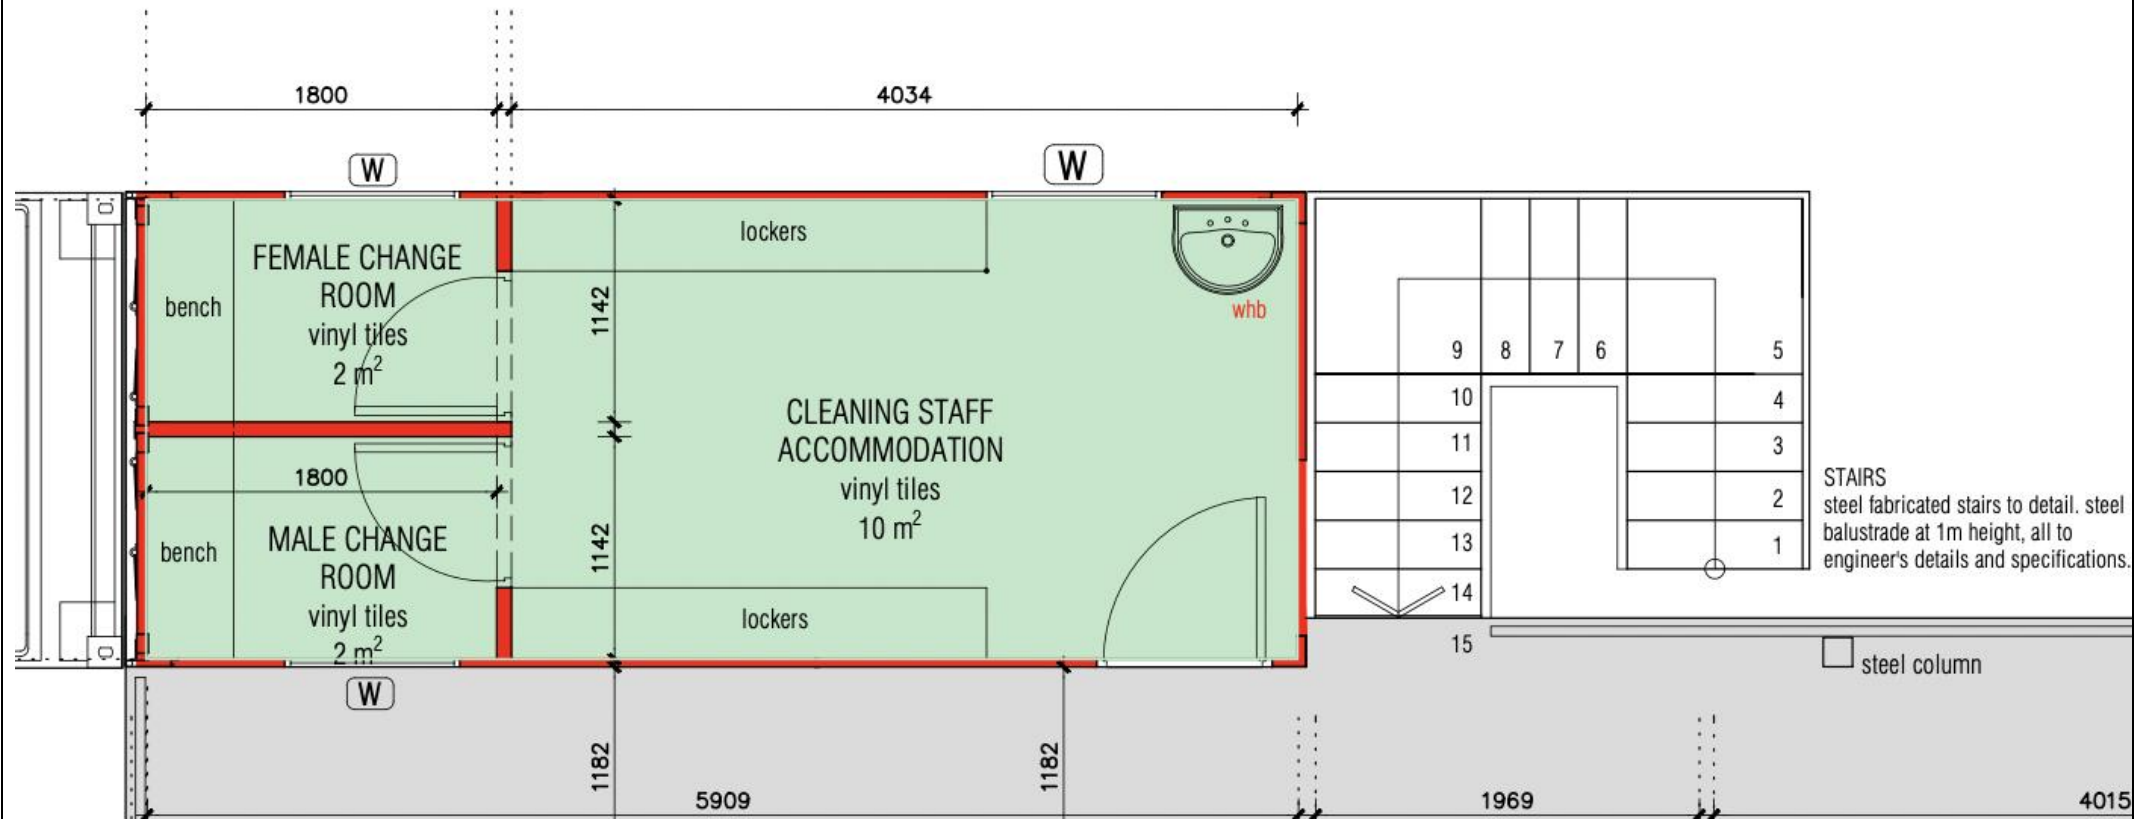 1800
4034
W
W
lockers
FEMALE CHANGE
ROOM
vinyl tiles
2 m²
bench
1142
whb
9
8
7
6
5
10
4
CLEANING STAFF
ACCOMMODATION
vinyl tiles
10 m²
11
3
1800
12
2
STAIRS
steel fabricated stairs to detail. steel
balustrade at 1m height, all to
engineer's details and specifications.
MALE CHANGE
ROOM
vinyl tiles
2 m²
bench
1142
13
1
14
lockers
15
steel column
W
1182
1182
5909
1969
4015